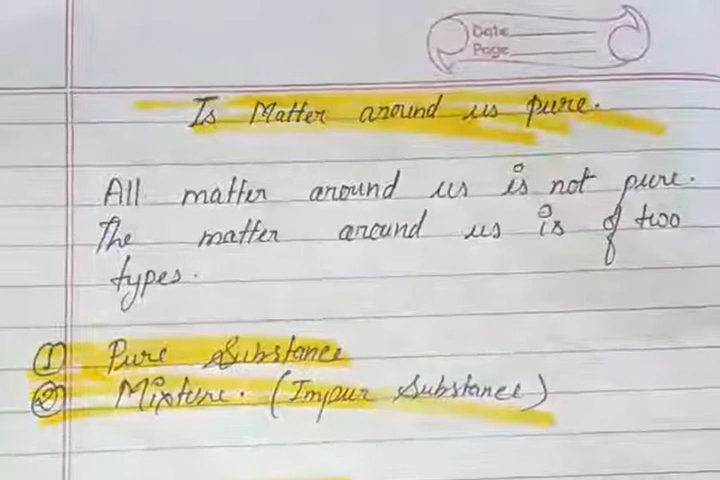 Date
Page
Is Matter around us pure.
All matter around us is not pure.
The matter around us is of two
types.
① Pure Substance
② Mixture. (Impur Substance)